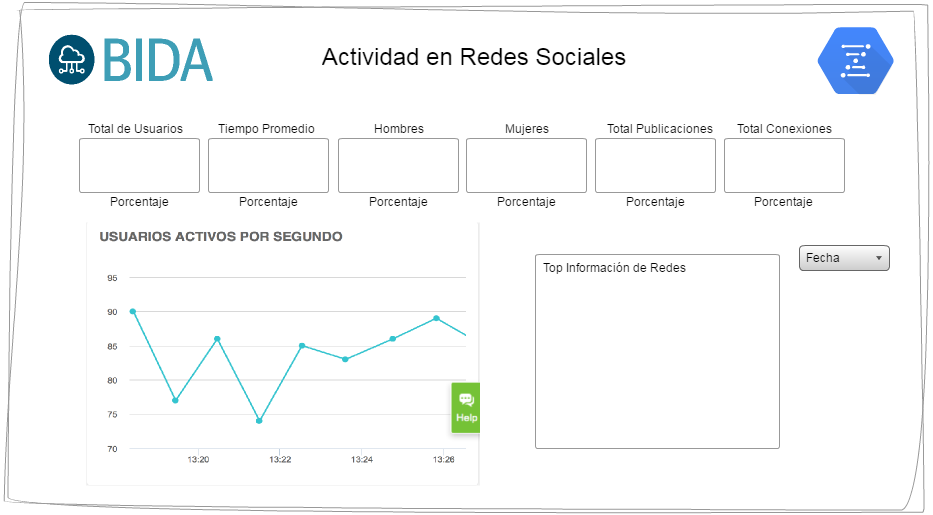 BIDA
Actividad en Redes Sociales
Total de Usuarios
Tiempo Promedio
Hombres
Mujeres
Total Publicaciones
Total Conexiones
Porcentaje
Porcentaje
Porcentaje
Porcentaje
Porcentaje
Porcentaje
USUARIOS ACTIVOS POR SEGUNDO
Top Información de Redes
Fecha
95
90
85
80
75
70
Help
13:20
13:22
13:24
13:26